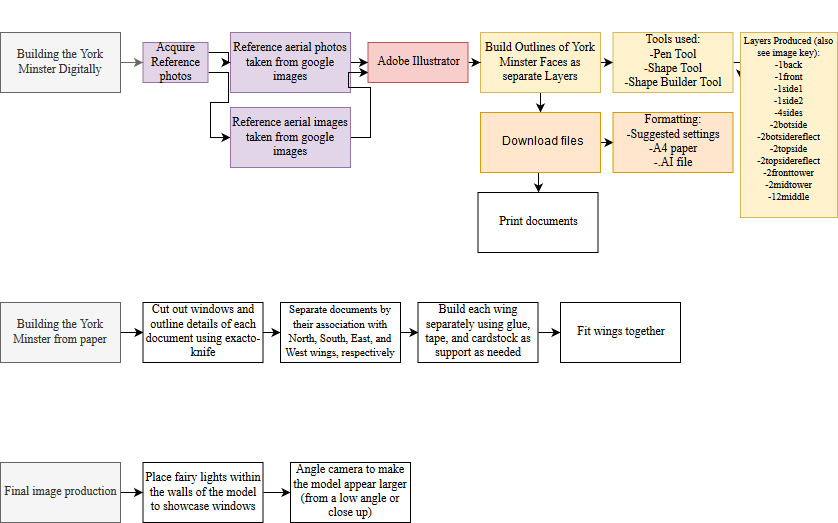 Building the York
Minster Digitally
Acquire
Reference
photos
Reference aerial photos
taken from google
images
Reference aerial images
taken from google
images
Adobe Illustrator
Build Outlines of York
Minster Faces as
separate Layers
Tools used:
-Pen Tool
-Shape Tool
-Shape Builder Tool
Layers Produced (also
see image key):
-1back
-1front
-1side1
-1side2
-4sides
-2botside
-2botsidereflect
-2topside
-2topsidereflect
-2fronttower
-2midtower
-12middle
Download files
Formatting:
-Suggested settings
-A4 paper
-.AI file
Print documents
Building the York
Minster from paper
Cut out windows and
outline details of each
document using exacto-
knife
Separate documents by
their association with
North, South, East, and
West wings, respectively
Build each wing
separately using glue,
tape, and cardstock as
support as needed
Fit wings together
Final image production
Place fairy lights within
the walls of the model
to showcase windows
Angle camera to make
the model appear larger
(from a low angle or
close up)